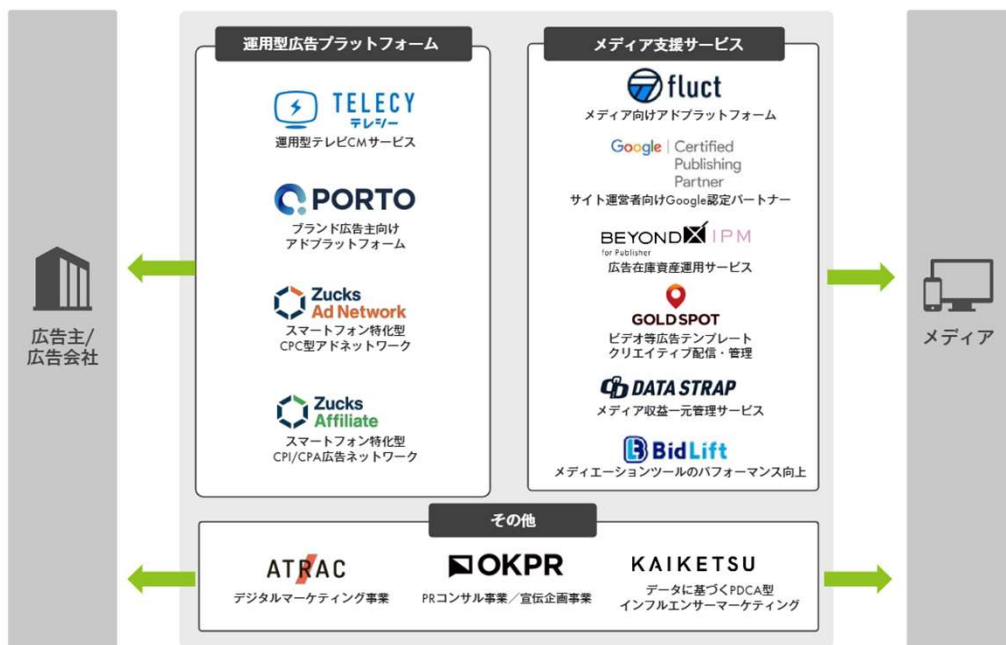 広告主/
広告会社
運用型広告プラットフォーム
TELECY
テレシー
運用型テレビCMサービス
PORTO
ブランド広告主向け
アドプラットフォーム
Zucks
Ad Network
スマートフォン特化型
CPC型アドネットワーク
Zucks
Affiliate
スマートフォン特化型
CPI/CPA広告ネットワーク
メディア支援サービス
fluct
メディア向けアドプラットフォーム
Google | Certified
Publishing
Partner
サイト運営者向けGoogle認定パートナー
BEYOND X IPM
for Publisher
広告在庫資産運用サービス
GOLD SPOT
ビデオ等広告テンプレート
クリエイティブ配信・管理
DATA STRAP
メディア収益一元管理サービス
BidLift
メディエーションツールのパフォーマンス向上
その他
ATRAC
デジタルマーケティング事業
OKPR
PRコンサル事業／宣伝企画事業
KAIKETSU
データに基づくPDCA型
インフルエンサーマーケティング
メディア